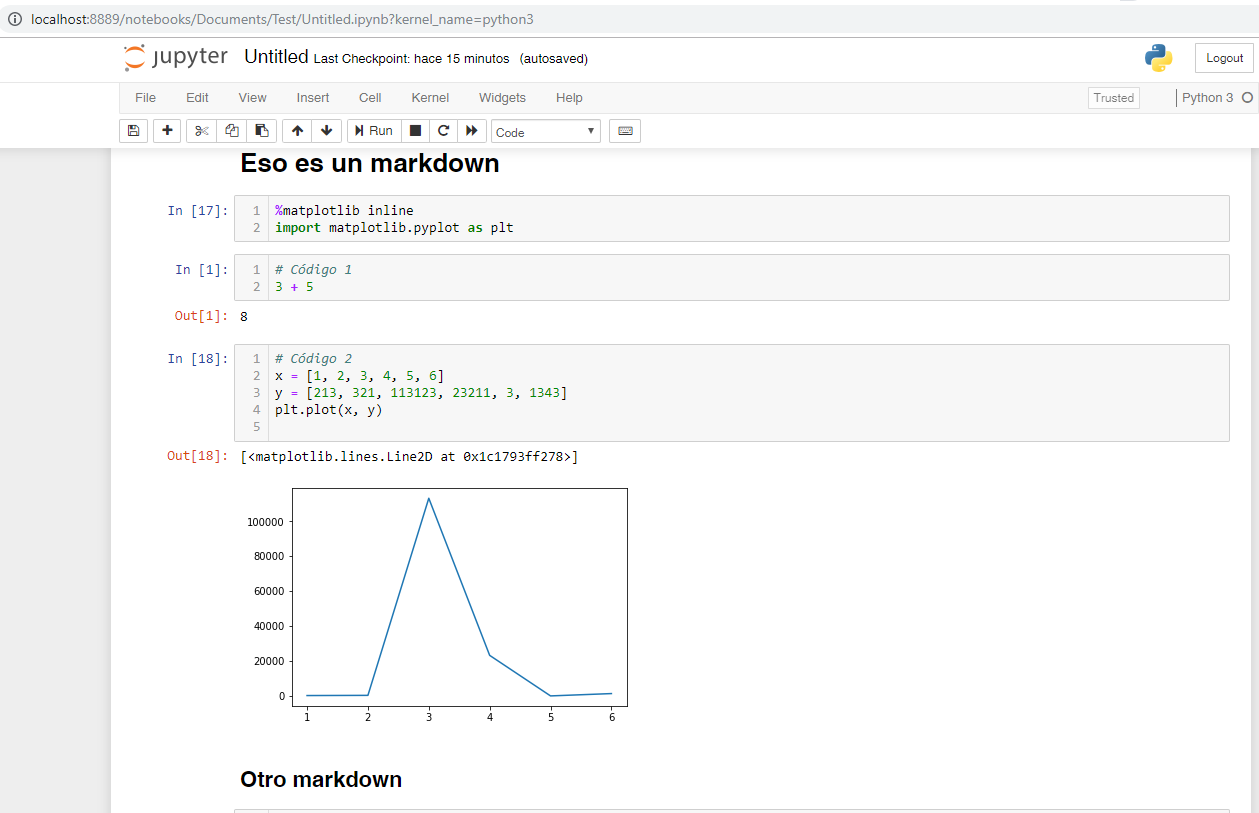 localhost:8889/notebooks/Documents/Test/Untitled.ipynb?kernel_name=python3
jupyter Untitled Last Checkpoint: hace 15 minutos (autosaved)
Logout
File Edit View Insert Cell Kernel Widgets Help
Trusted
Python 3
Run
Code
Eso es un markdown
In [17]:
1 %matplotlib inline
2 import matplotlib.pyplot as plt
In [1]:
1 # Código 1
2 3 + 5
Out[1]: 8
In [18]:
1 # Código 2
2 x = [1, 2, 3, 4, 5, 6]
3 y = [213, 321, 113123, 23211, 3, 1343]
4 plt.plot(x, y)
5
Out[18]: [<matplotlib.lines.Line2D at 0x1c1793ff278>]
100000
80000
60000
40000
20000
0
1 2 3 4 5 6
Otro markdown